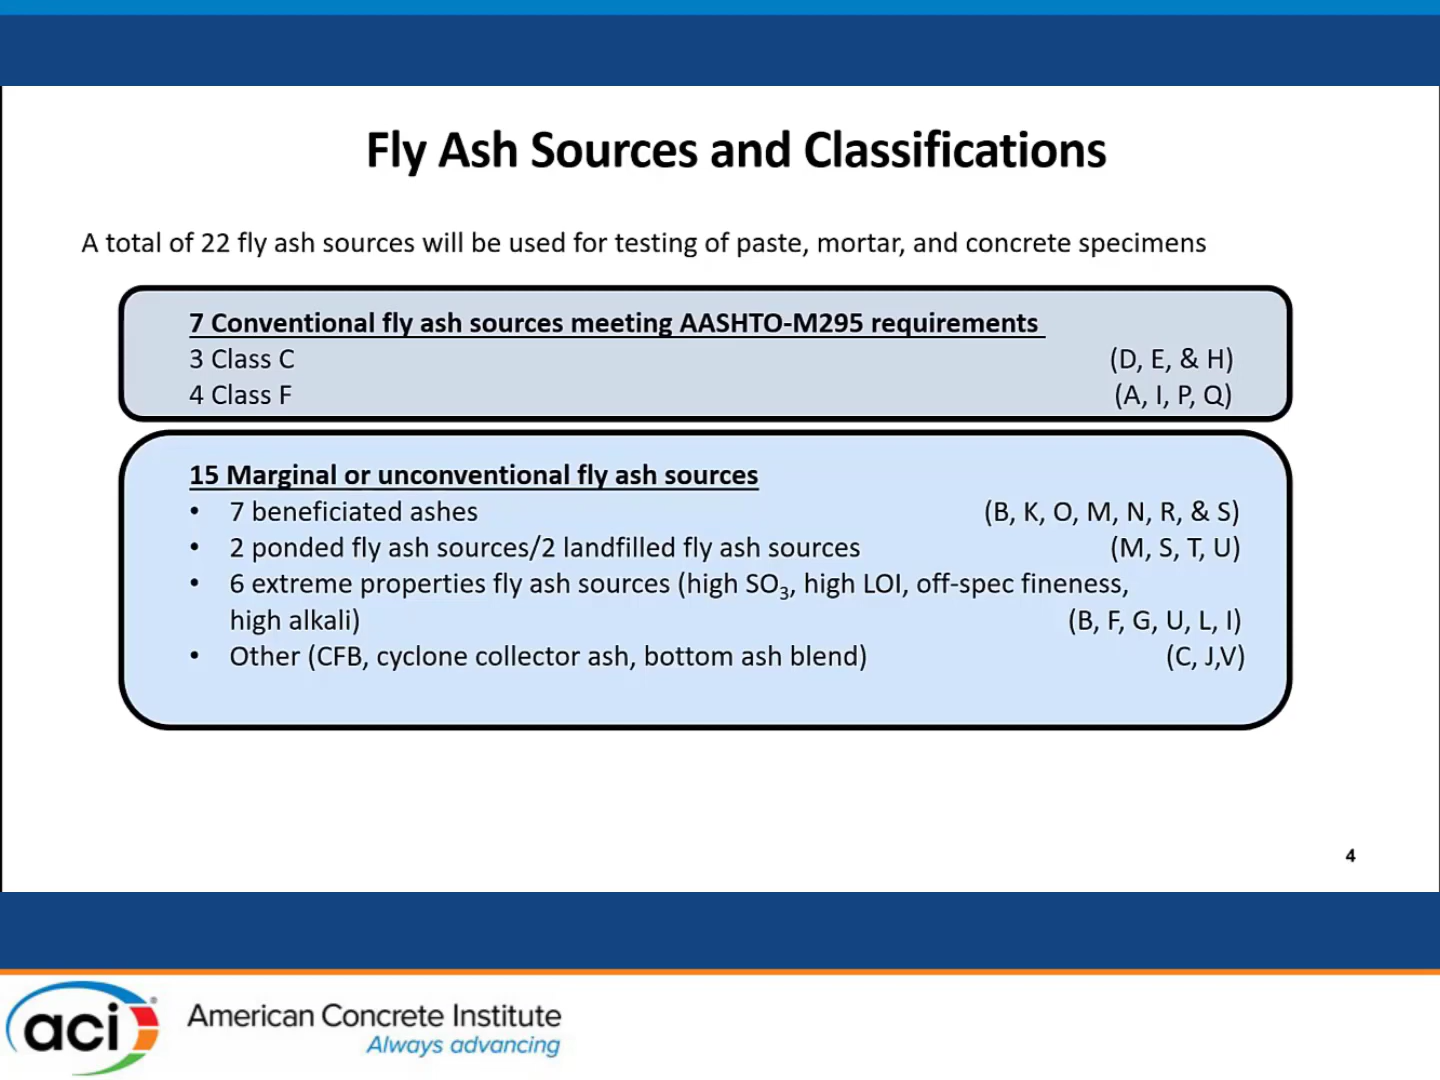 Fly Ash Sources and Classifications
A total of 22 fly ash sources will be used for testing of paste, mortar, and concrete specimens
7 Conventional fly ash sources meeting AASHTO-M295 requirements
3 Class C (D, E, & H)
4 Class F (A, I, P, Q)
15 Marginal or unconventional fly ash sources
• 7 beneficiated ashes (B, K, O, M, N, R, & S)
• 2 ponded fly ash sources/2 landfilled fly ash sources (M, S, T, U)
• 6 extreme properties fly ash sources (high SO₃, high LOI, off-spec fineness,
high alkali) (B, F, G, U, L, I)
• Other (CFB, cyclone collector ash, bottom ash blend) (C, J,V)
4
aci
American Concrete Institute
Always advancing